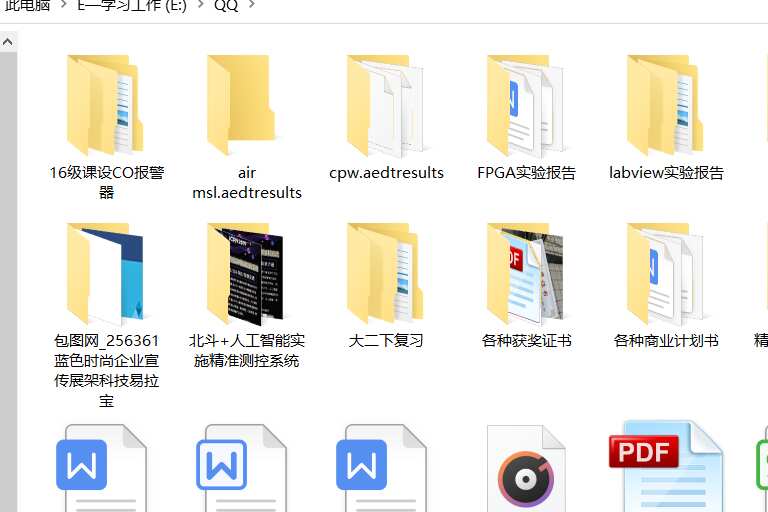 此电脑 > E—学习工作 (E:) > QQ >
16级课设CO报警
器
air
msl.aedtresults
cpw.aedtresults
FPGA实验报告
labview实验报告
包图网_256361
蓝色时尚企业宣
传展架科技易拉
宝
北斗+人工智能实
施精准测控系统
大二下复习
各种获奖证书
各种商业计划书
精
W
W
W
PDF